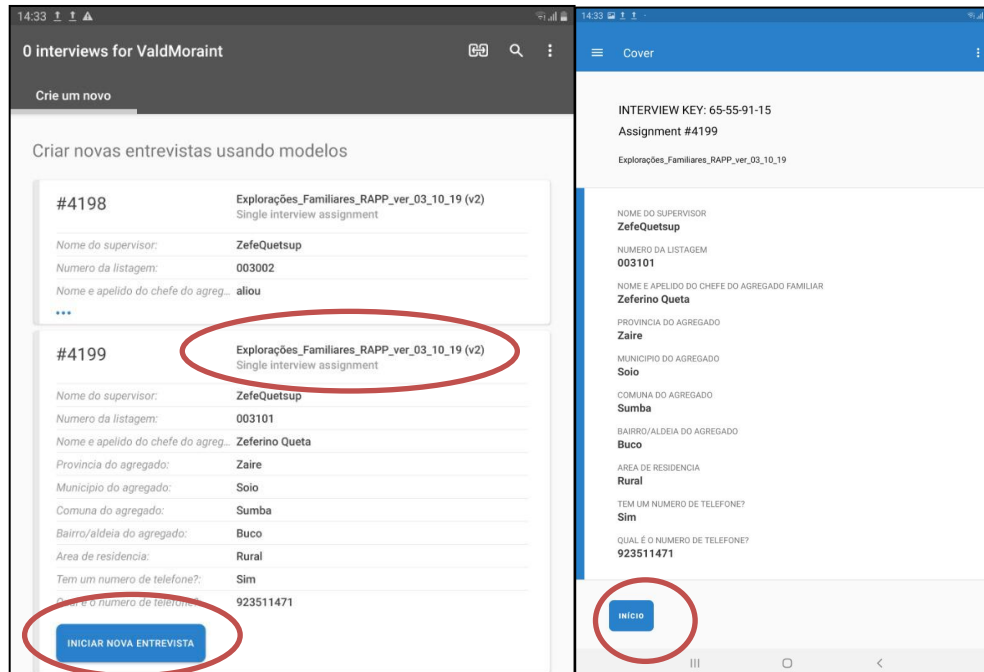 14:33
0 interviews for ValdMoraint
Crie um novo
Criar novas entrevistas usando modelos
#4198
Explorações_Familiares_RAPP_ver_03_10_19 (v2)
Single interview assignment
Nome do supervisor: ZefeQuetsup
Numero da listagem: 003002
Nome e apelido do chefe do agreg... aliou
...
#4199
Explorações_Familiares_RAPP_ver_03_10_19 (v2)
Single interview assignment
Nome do supervisor: ZefeQuetsup
Numero da listagem: 003101
Nome e apelido do chefe do agreg... Zeferino Queta
Provincia do agregado: Zaire
Municipio do agregado: Soio
Comuna do agregado: Sumba
Bairro/aldeia do agregado: Buco
Area de residencia: Rural
Tem um numero de telefone?: Sim
Qual é o numero de telefone?: 923511471
INICIAR NOVA ENTREVISTA
14:33
Cover
INTERVIEW KEY: 65-55-91-15
Assignment #4199
Explorações_Familiares_RAPP_ver_03_10_19
NOME DO SUPERVISOR
ZefeQuetsup
NUMERO DA LISTAGEM
003101
NOME E APELIDO DO CHEFE DO AGREGADO FAMILIAR
Zeferino Queta
PROVINCIA DO AGREGADO
Zaire
MUNICIPIO DO AGREGADO
Soio
COMUNA DO AGREGADO
Sumba
BAIRRO/ALDEIA DO AGREGADO
Buco
AREA DE RESIDENCIA
Rural
TEM UM NUMERO DE TELEFONE?
Sim
QUAL É O NUMERO DE TELEFONE?
923511471
INÍCIO